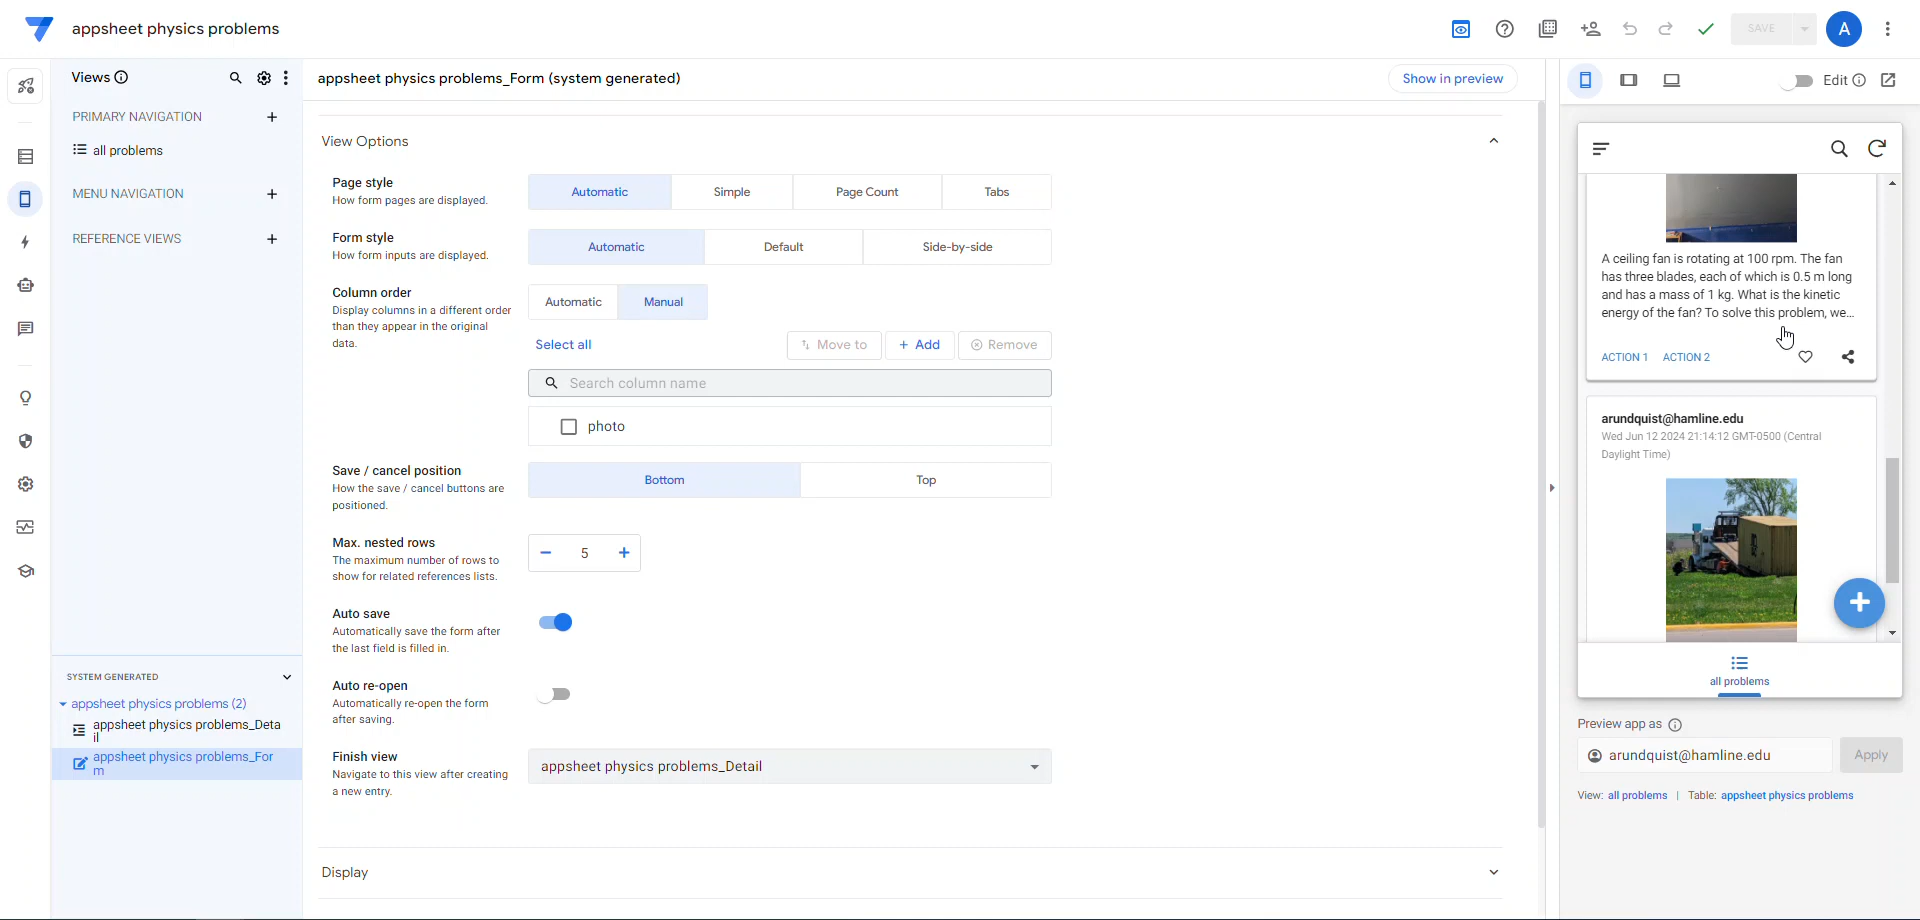 appsheet physics problems
SAVE
A
Views
PRIMARY NAVIGATION
all problems
MENU NAVIGATION
REFERENCE VIEWS
SYSTEM GENERATED
appsheet physics problems (2)
appsheet physics problems_Deta
il
appsheet physics problems_For
m
appsheet physics problems_Form (system generated)
Show in preview
View Options
Page style
How form pages are displayed.
Automatic
Simple
Page Count
Tabs
Form style
How form inputs are displayed.
Automatic
Default
Side-by-side
Column order
Display columns in a different order
than they appear in the original
data.
Automatic
Manual
Select all
Move to
Add
Remove
Search column name
photo
Save / cancel position
How the save / cancel buttons are
positioned.
Bottom
Top
Max. nested rows
The maximum number of rows to
show for related references lists.
5
Auto save
Automatically save the form after
the last field is filled in.
Auto re-open
Automatically re-open the form
after saving.
Finish view
Navigate to this view after creating
a new entry.
appsheet physics problems_Detail
Display
Edit
A ceiling fan is rotating at 100 rpm. The fan
has three blades, each of which is 0.5 m long
and has a mass of 1 kg. What is the kinetic
energy of the fan? To solve this problem, we...
ACTION 1 ACTION 2
arundquist@hamline.edu
Wed Jun 12 2024 21:14:12 GMT-0500 (Central
Daylight Time)
all problems
Preview app as
arundquist@hamline.edu
Apply
View: all problems | Table: appsheet physics problems